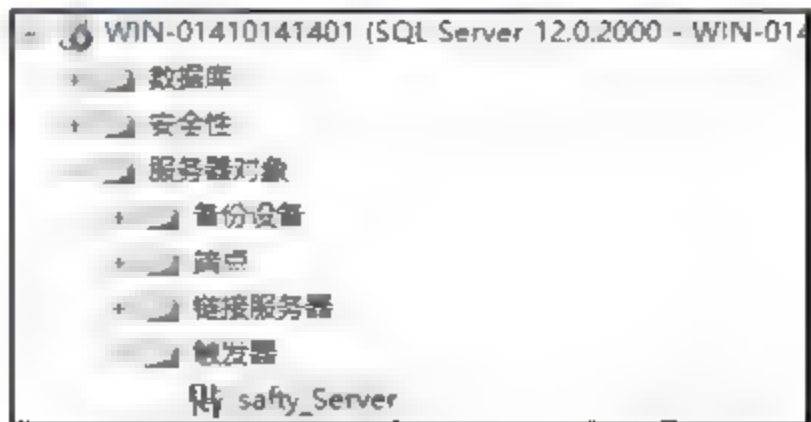 WIN-01410141401 (SQL Server 12.0.2000 - WIN-014
数据库
安全性
服务器对象
备份设备
端点
链接服务器
触发器
safty_Server